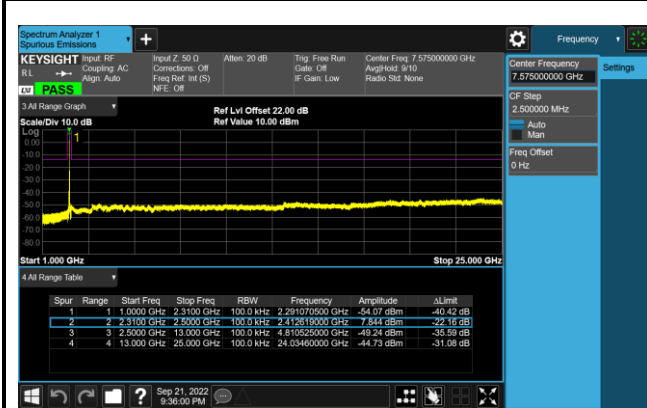 Spectrum Analyzer 1
Spurious Emissions
Frequency
KEYSIGHT Input: RF Input Z: 50 Ω Atten: 20 dB Trig: Free Run Center Freq: 7.575000000 GHz
RL Coupling: AC Corrections: Off Gate: Off Avg|Hold: 9/10
Align: Auto Freq Ref: Int (S) IF Gain: Low Radio Std: None
LXI PASS NFE: Off
Center Frequency
7.575000000 GHz
Settings
CF Step
2.500000 MHz
Auto
Man
Freq Offset
0 Hz
3 All Range Graph
Ref Lvl Offset 22.00 dB
Scale/Div 10.0 dB Ref Value 10.00 dBm
Log
1
0.00
-10.0
-20.0
-30.0
-40.0
-50.0
-60.0
-70.0
-80.0
Start 1.000 GHz Stop 25.000 GHz
4 All Range Table
Spur Range Start Freq Stop Freq RBW Frequency Amplitude ΔLimit
1 1 1.0000 GHz 2.3100 GHz 100.0 kHz 2.291070500 GHz -54.07 dBm -40.42 dB
2 2 2.3100 GHz 2.5000 GHz 100.0 kHz 2.412619000 GHz 7.844 dBm -22.16 dB
3 3 2.5000 GHz 13.000 GHz 100.0 kHz 4.810525000 GHz -49.24 dBm -35.59 dB
4 4 13.000 GHz 25.000 GHz 100.0 kHz 24.03460000 GHz -44.73 dBm -31.08 dB
Sep 21, 2022
9:36:00 PM